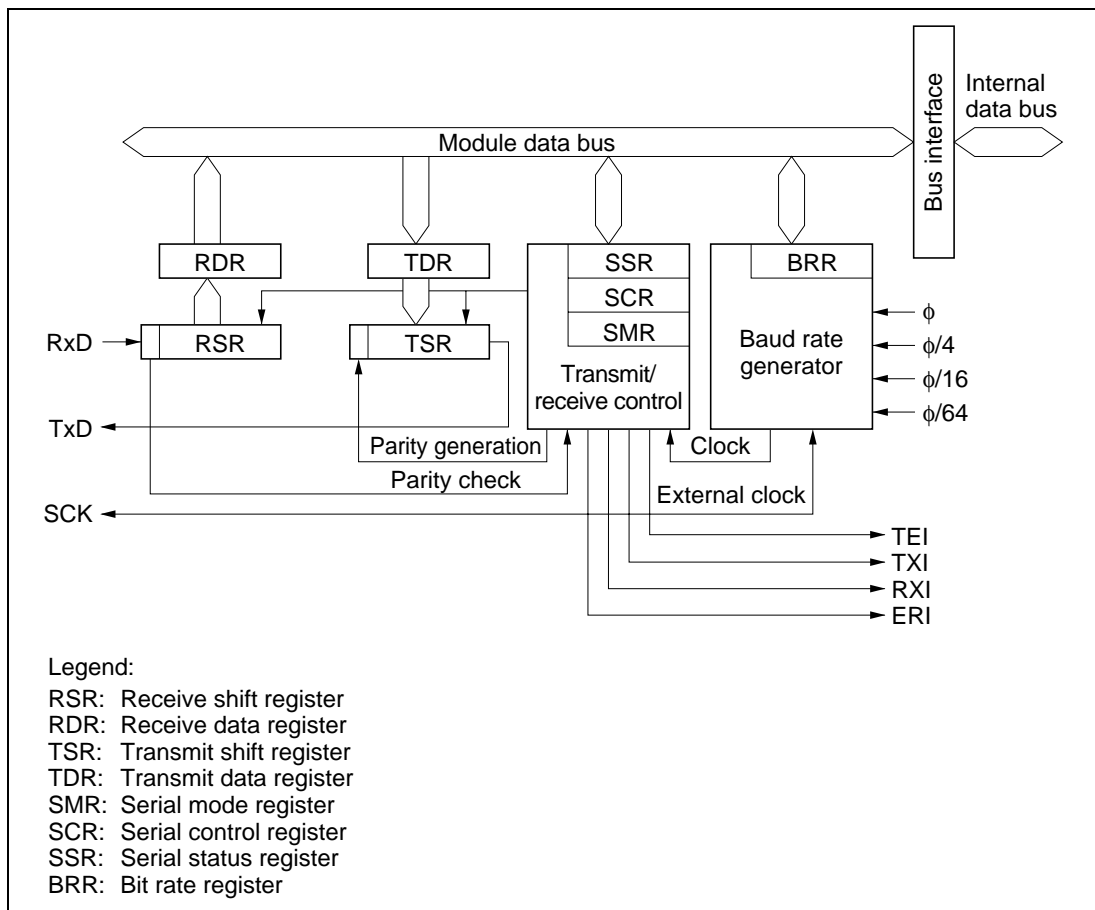 Internal
data bus
Bus interface
Module data bus
RDR
TDR
SSR
BRR
SCR
SMR
RxD
RSR
TSR
Baud rate
generator
ϕ
ϕ/4
ϕ/16
ϕ/64
Transmit/
receive control
TxD
Parity generation
Clock
Parity check
External clock
SCK
TEI
TXI
RXI
ERI
Legend:
RSR: Receive shift register
RDR: Receive data register
TSR: Transmit shift register
TDR: Transmit data register
SMR: Serial mode register
SCR: Serial control register
SSR: Serial status register
BRR: Bit rate register